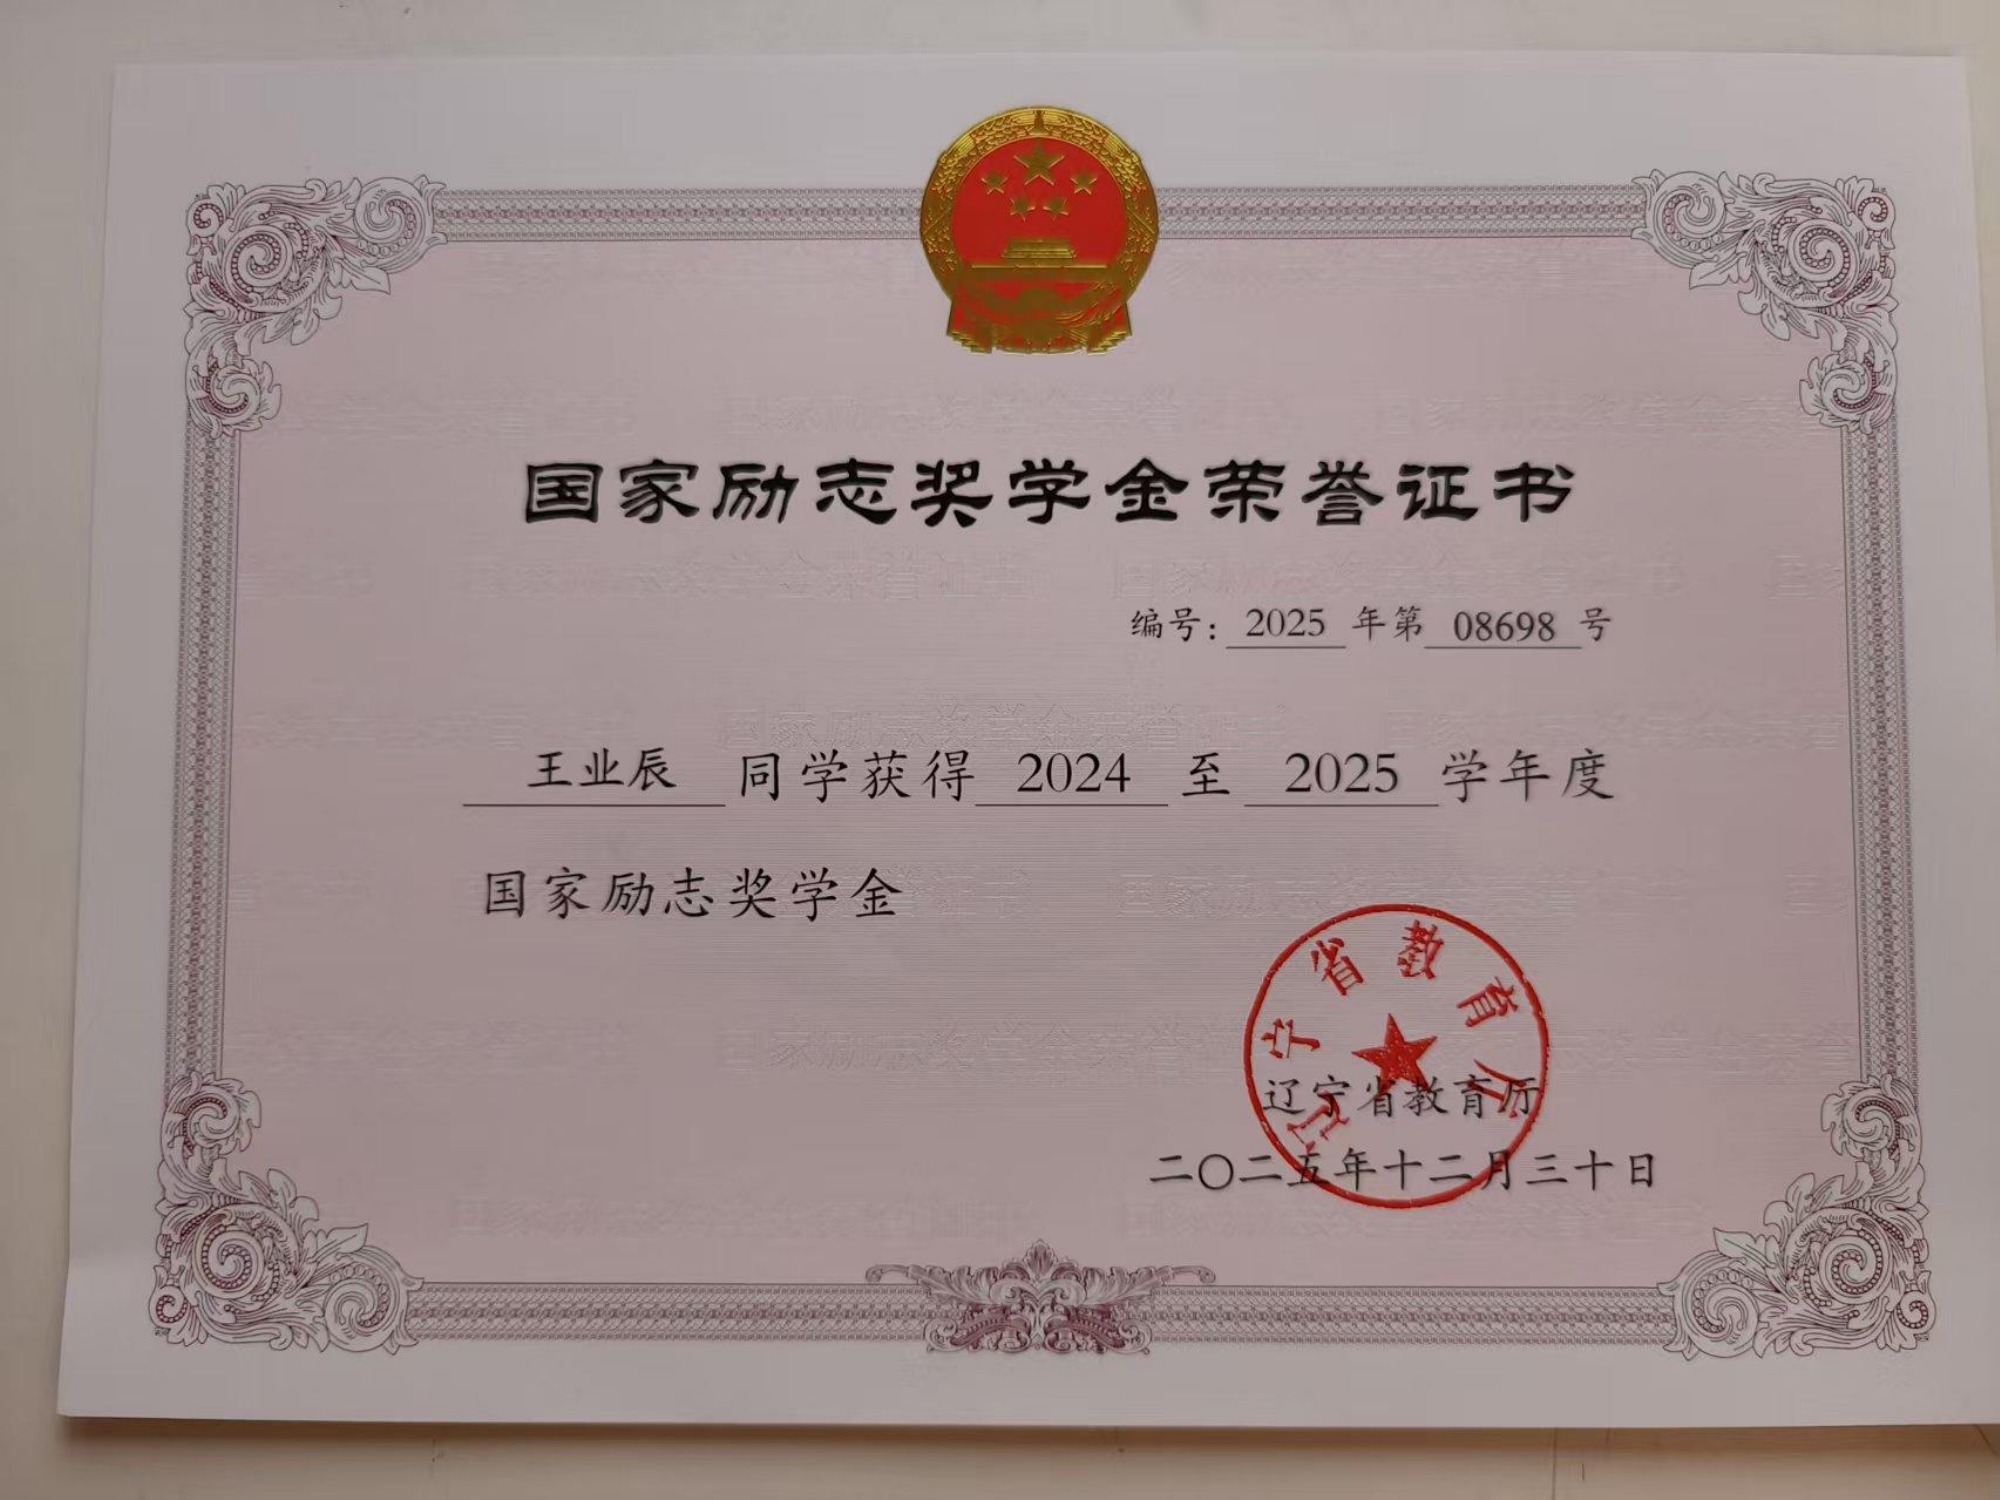 国家励志奖学金荣誉证书
编号：2025 年第 08698 号
王业辰 同学获得 2024 至 2025 学年度
国家励志奖学金
辽宁省教育厅
辽宁省教育厅
二〇二五年十二月三十日